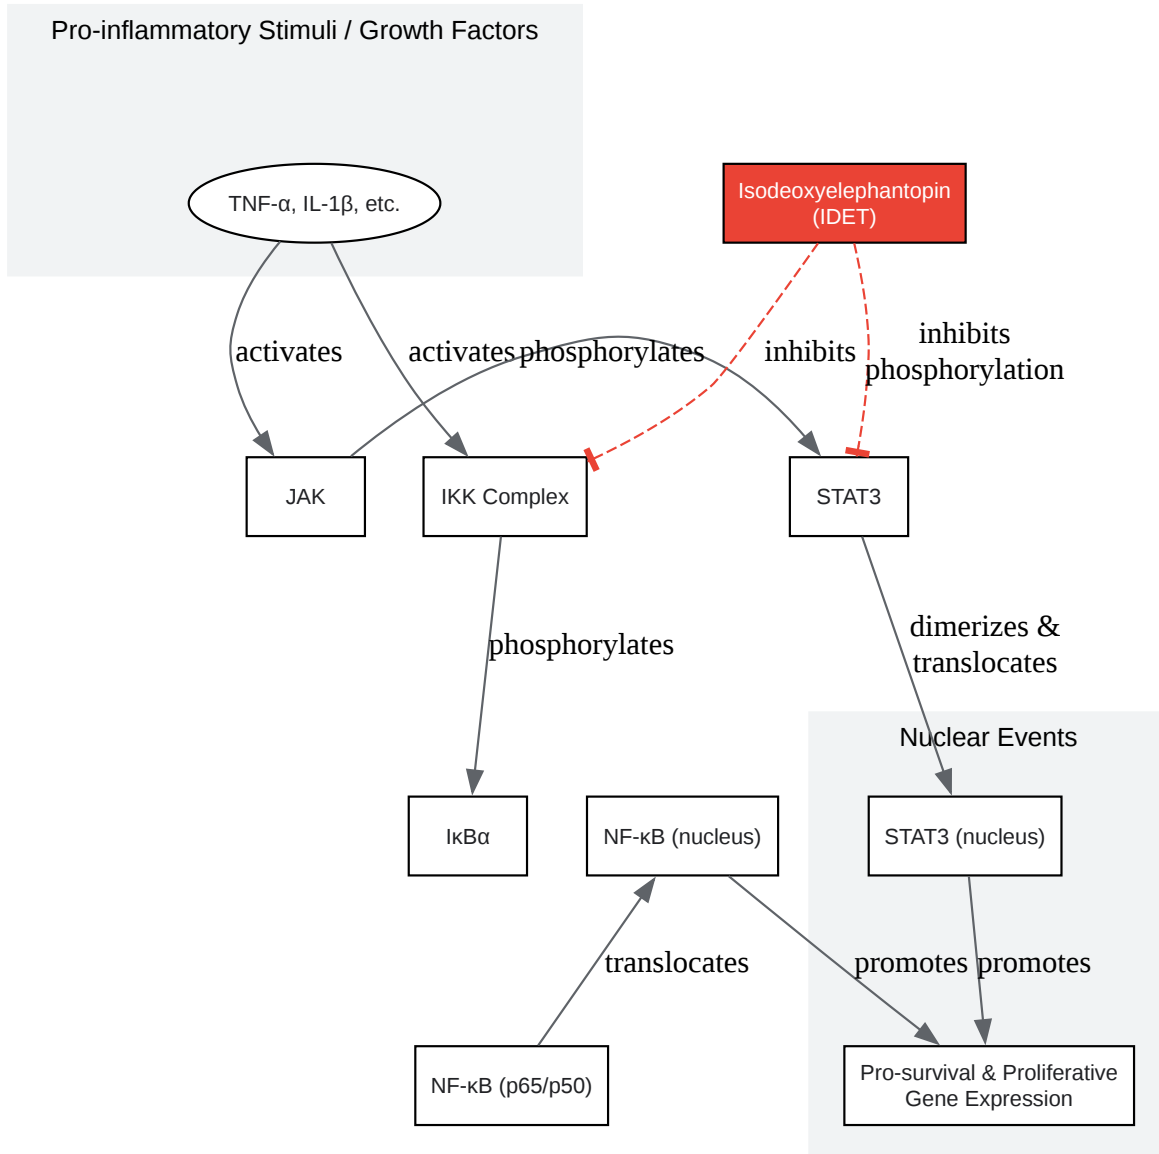 Pro-inflammatory Stimuli / Growth Factors
TNF-α, IL-1β, etc.
Isodeoxyelephantopin
(IDET)
activates
activates
phosphorylates
inhibits
inhibits
phosphorylation
JAK
IKK Complex
STAT3
phosphorylates
dimerizes &
translocates
Nuclear Events
IκBα
NF-κB (nucleus)
STAT3 (nucleus)
translocates
promotes
promotes
NF-κB (p65/p50)
Pro-survival & Proliferative
Gene Expression